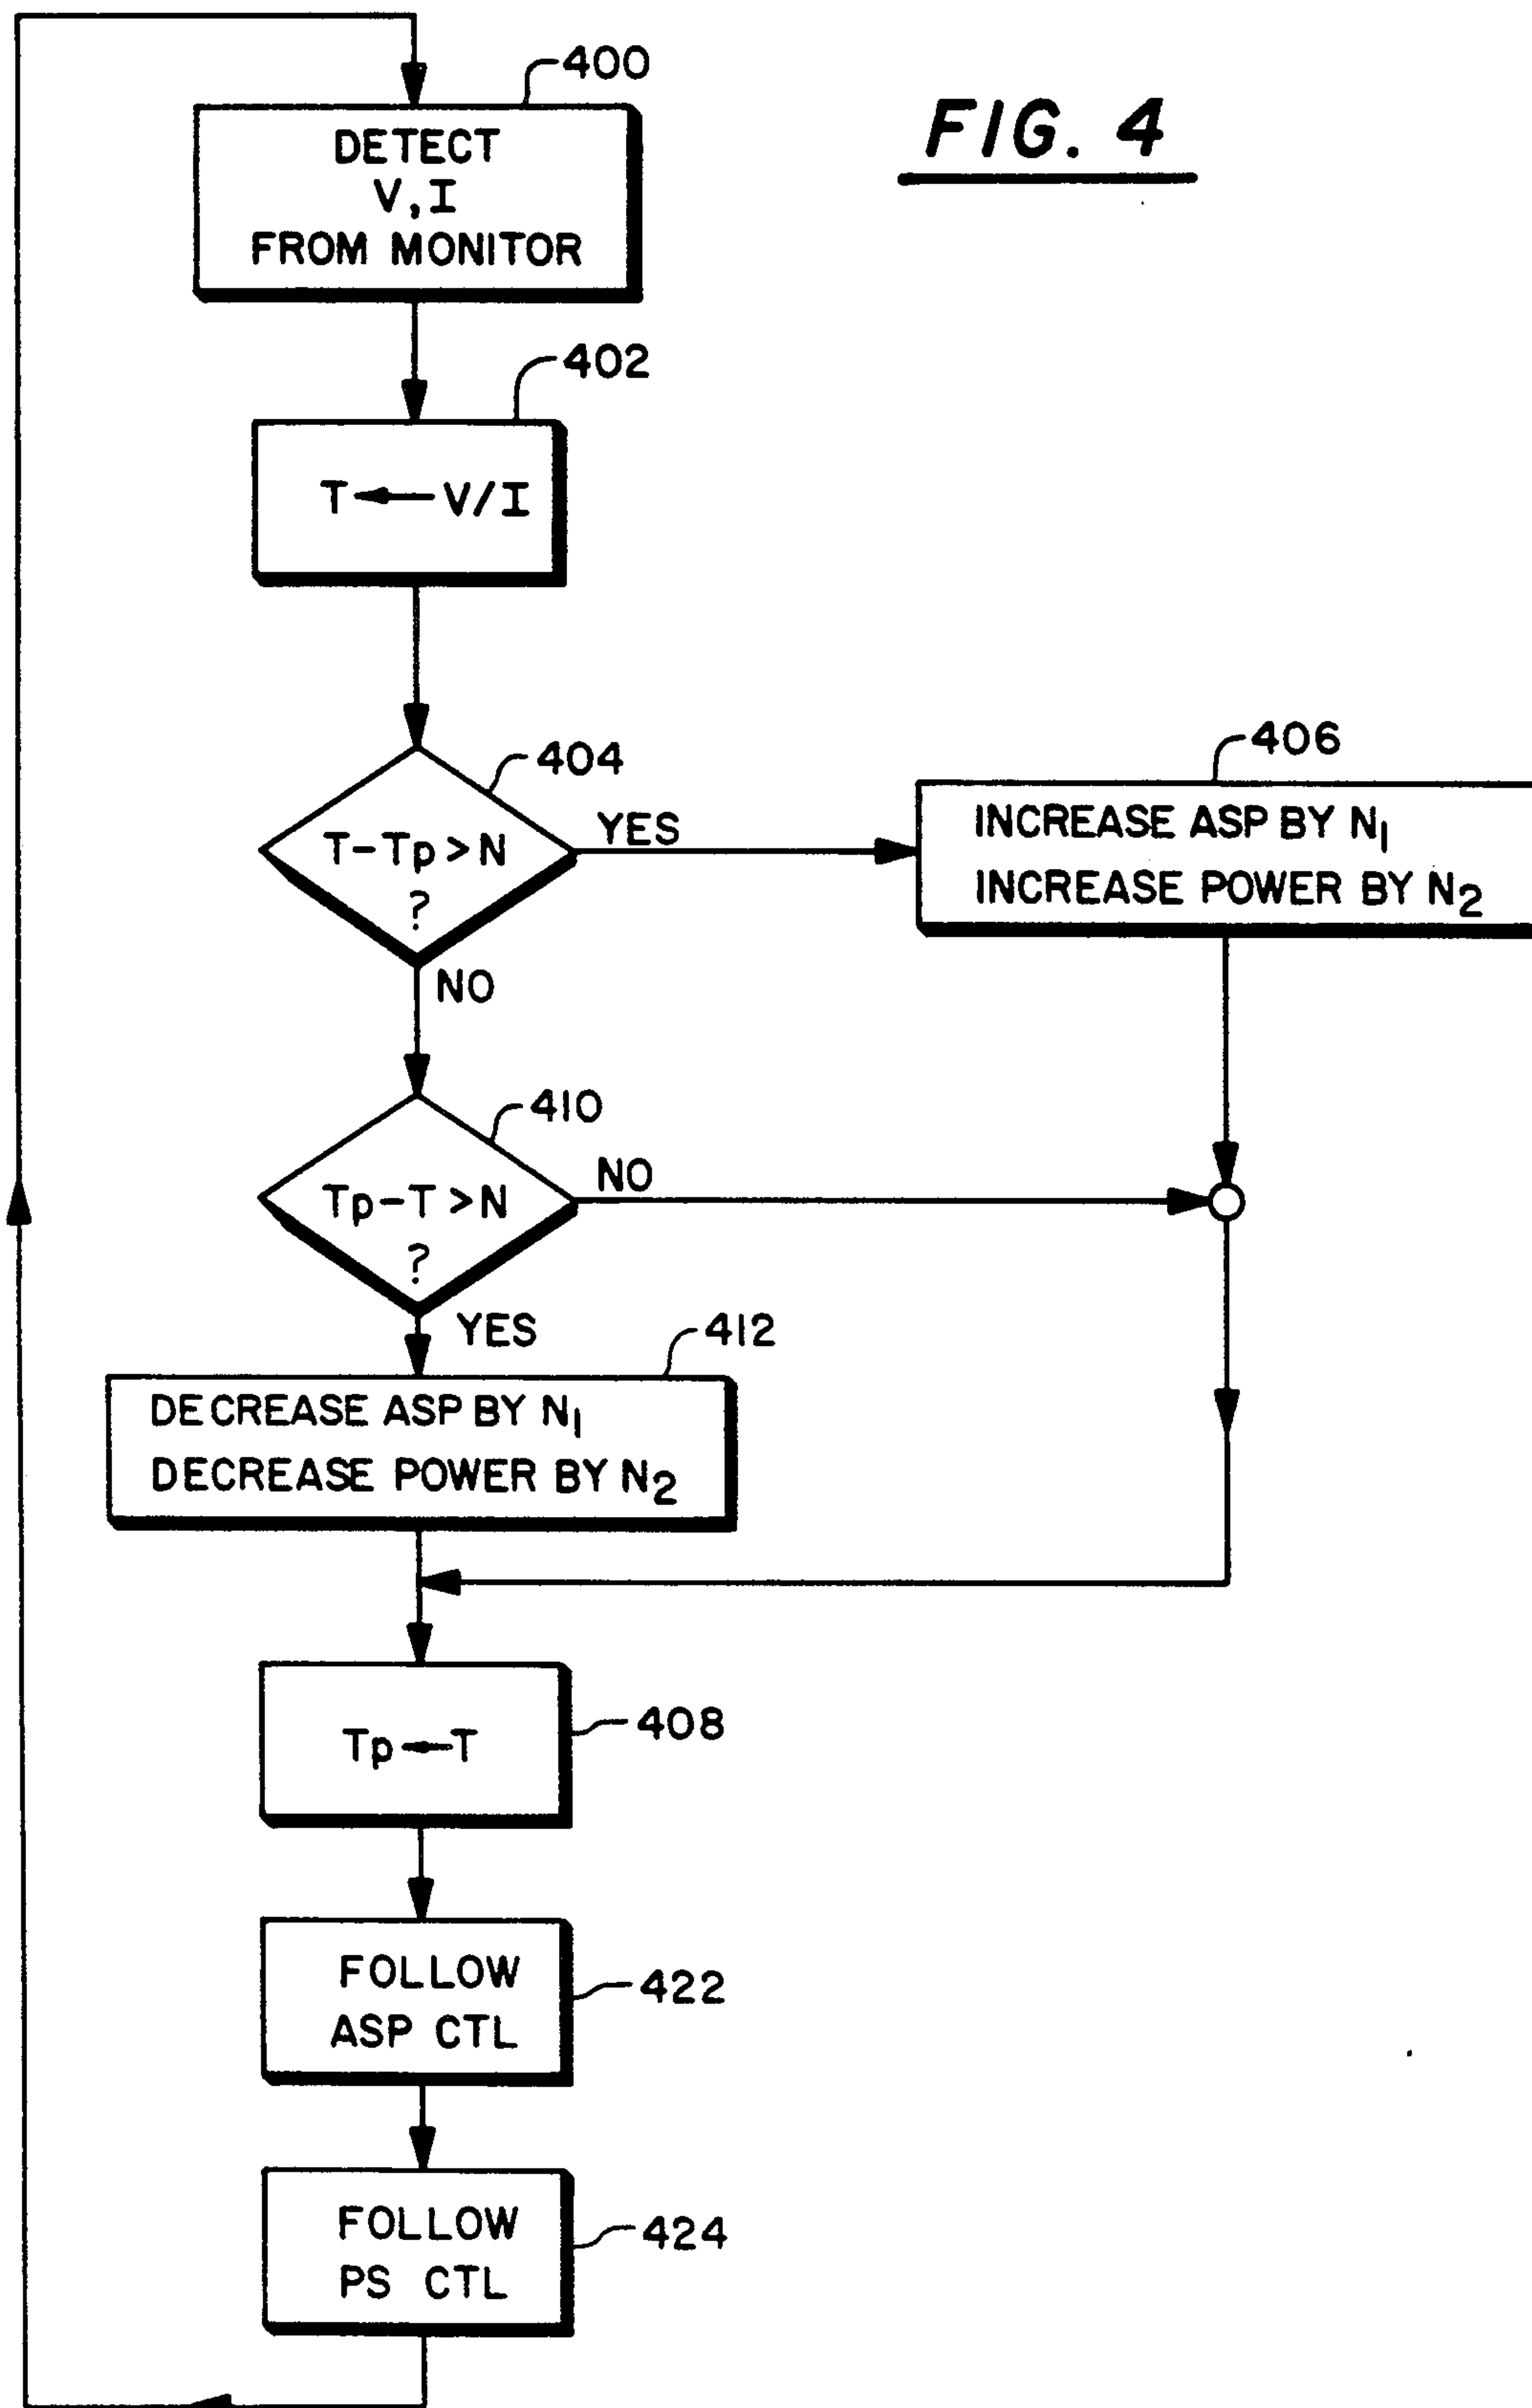 400
FIG. 4
DETECT
V, I
FROM MONITOR
402
T ← V/I
404
T-Tp > N
?
YES
406
INCREASE ASP BY N1
INCREASE POWER BY N2
NO
410
Tp-T > N
?
NO
YES
412
DECREASE ASP BY N1
DECREASE POWER BY N2
Tp ← T
408
FOLLOW
ASP CTL
422
FOLLOW
PS CTL
424